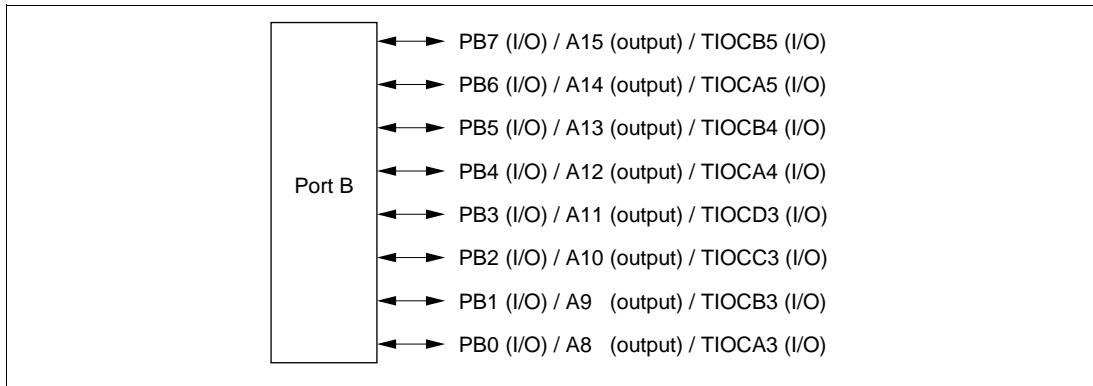 PB7 (I/O) / A15 (output) / TIOCB5 (I/O)
PB6 (I/O) / A14 (output) / TIOCA5 (I/O)
PB5 (I/O) / A13 (output) / TIOCB4 (I/O)
PB4 (I/O) / A12 (output) / TIOCA4 (I/O)
Port B
PB3 (I/O) / A11 (output) / TIOCD3 (I/O)
PB2 (I/O) / A10 (output) / TIOCC3 (I/O)
PB1 (I/O) / A9 (output) / TIOCB3 (I/O)
PB0 (I/O) / A8 (output) / TIOCA3 (I/O)